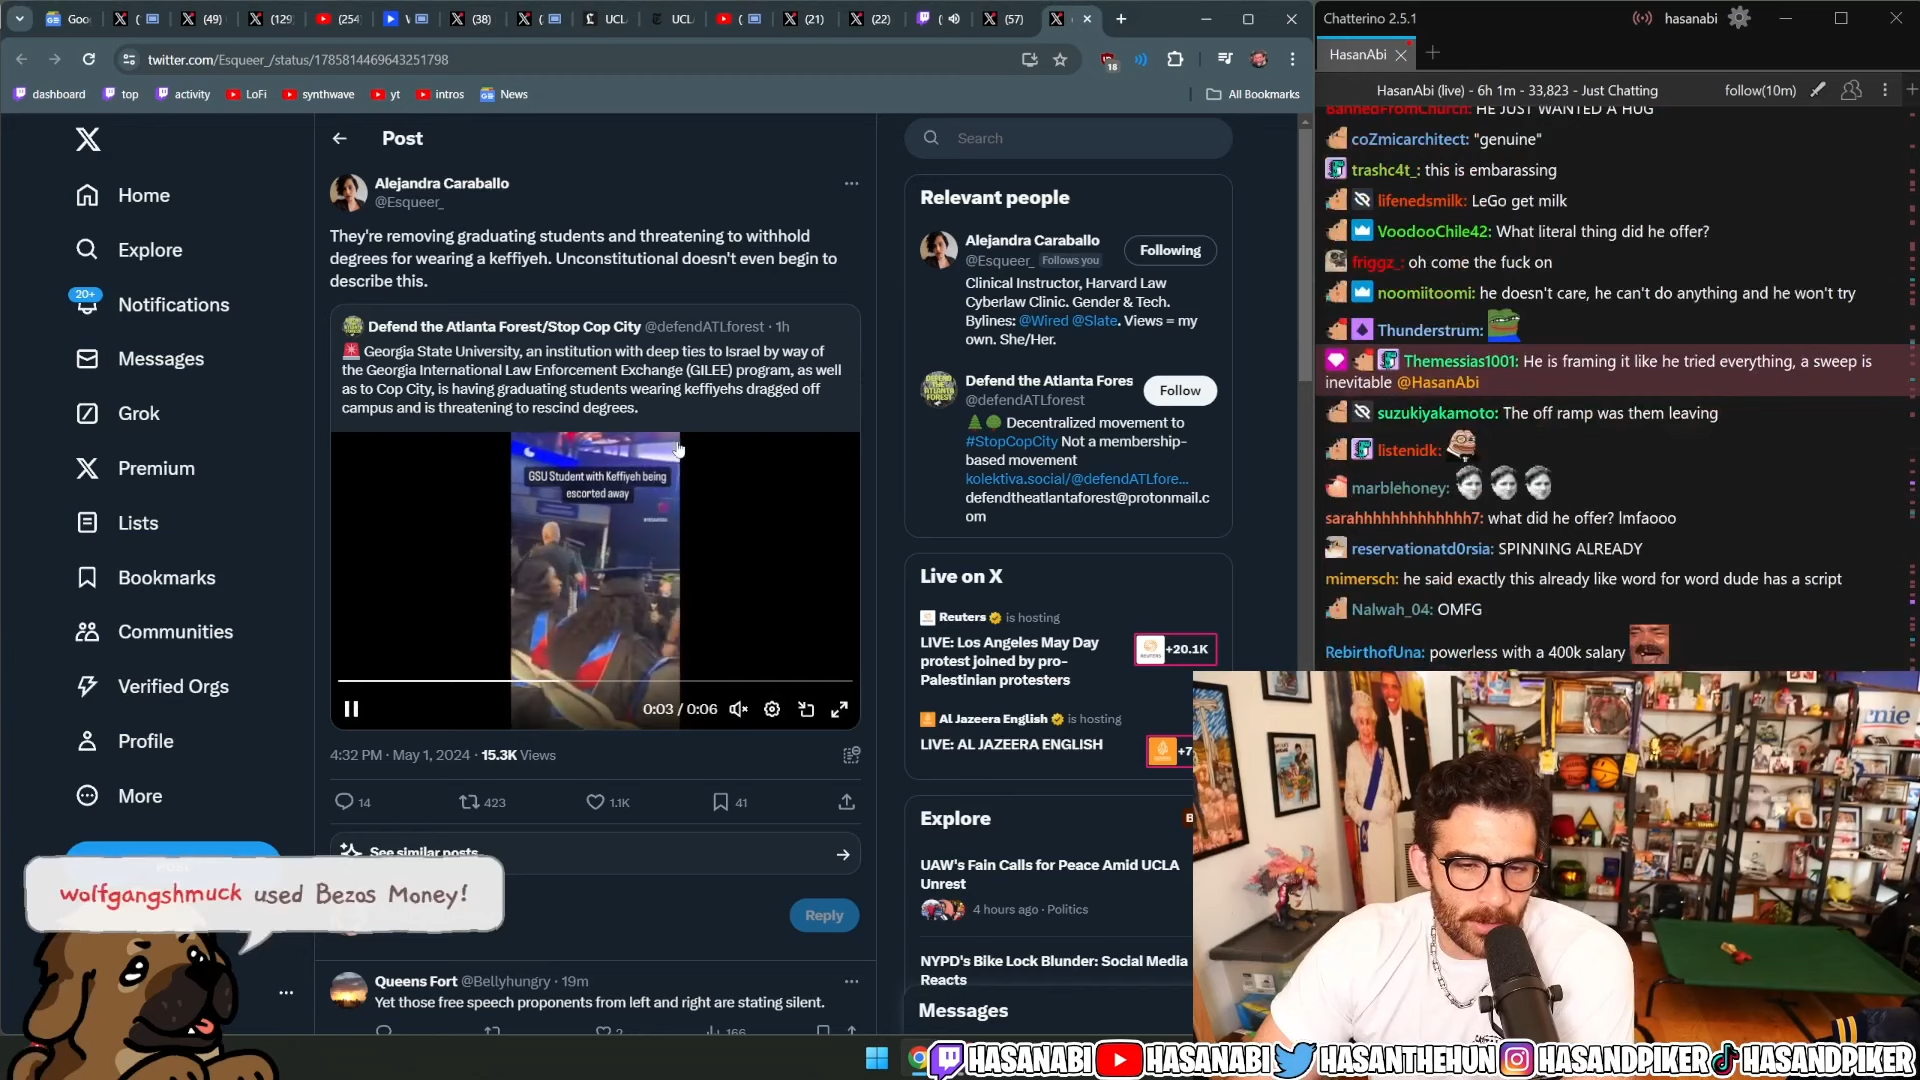 Goo
(
(49)
(129
(254
V
(38)
(
UCL
UCL
(
(21)
(22)
(
(57)
twitter.com/Esqueer_/status/1785814469643251798
18
dashboard
top
activity
LoFi
synthwave
yt
intros
News
All Bookmarks
Home
Explore
20+
Notifications
Messages
Grok
Premium
Lists
Bookmarks
Communities
Verified Orgs
Profile
More
Post
Alejandra Caraballo
@Esqueer_
They're removing graduating students and threatening to withhold
degrees for wearing a keffiyeh. Unconstitutional doesn't even begin to
describe this.
Defend the Atlanta Forest/Stop Cop City @defendATLforest · 1h
🚨 Georgia State University, an institution with deep ties to Israel by way of
the Georgia International Law Enforcement Exchange (GILEE) program, as well
as to Cop City, is having graduating students wearing keffiyehs dragged off
campus and is threatening to rescind degrees.
GSU Student with Keffiyeh being
escorted away
0:03 / 0:06
4:32 PM · May 1, 2024 · 15.3K Views
14
423
1.1K
41
See similar posts
Reply
Queens Fort @Bellyhungry · 19m
Yet those free speech proponents from left and right are stating silent.
2
166
wolfgangshmuck used Bezos Money!
Search
Relevant people
Alejandra Caraballo
@Esqueer_ Follows you
Following
Clinical Instructor, Harvard Law
Cyberlaw Clinic. Gender & Tech.
Bylines: @Wired @Slate. Views = my
own. She/Her.
Defend the Atlanta Fores
@defendATLforest
Follow
🌲🌳 Decentralized movement to
#StopCopCity Not a membership-
based movement
kolektiva.social/@defendATLfore...
defendtheatlantaforest@protonmail.c
om
Live on X
Reuters is hosting
LIVE: Los Angeles May Day
protest joined by pro-
Palestinian protesters
REUTERS
+20.1K
Al Jazeera English is hosting
LIVE: AL JAZEERA ENGLISH
+7
Explore
UAW's Fain Calls for Peace Amid UCLA
Unrest
4 hours ago · Politics
NYPD's Bike Lock Blunder: Social Media
Reacts
Messages
Chatterino 2.5.1
hasanabi
HasanAbi
HasanAbi (live) - 6h 1m - 33,823 - Just Chatting
follow(10m)
BannedFromChurch: HE JUST WANTED A HUG
coZmicarchitect: "genuine"
trashc4t_: this is embarassing
lifenedsmilk: LeGo get milk
VoodooChile42: What literal thing did he offer?
friggz_: oh come the fuck on
noomiitoomi: he doesn't care, he can't do anything and he won't try
Thunderstrum:
Themessias1001: He is framing it like he tried everything, a sweep is
inevitable @HasanAbi
suzukiyakamoto: The off ramp was them leaving
listenidk:
marblehoney:
sarahhhhhhhhhhhhh7: what did he offer? lmfaooo
reservationatd0rsia: SPINNING ALREADY
mimersch: he said exactly this already like word for word dude has a script
Nalwah_04: OMFG
RebirthofUna: powerless with a 400k salary
HASANABI
HASANABI
HASANTHEHUN
HASANDPIKER
HASANDPIKER